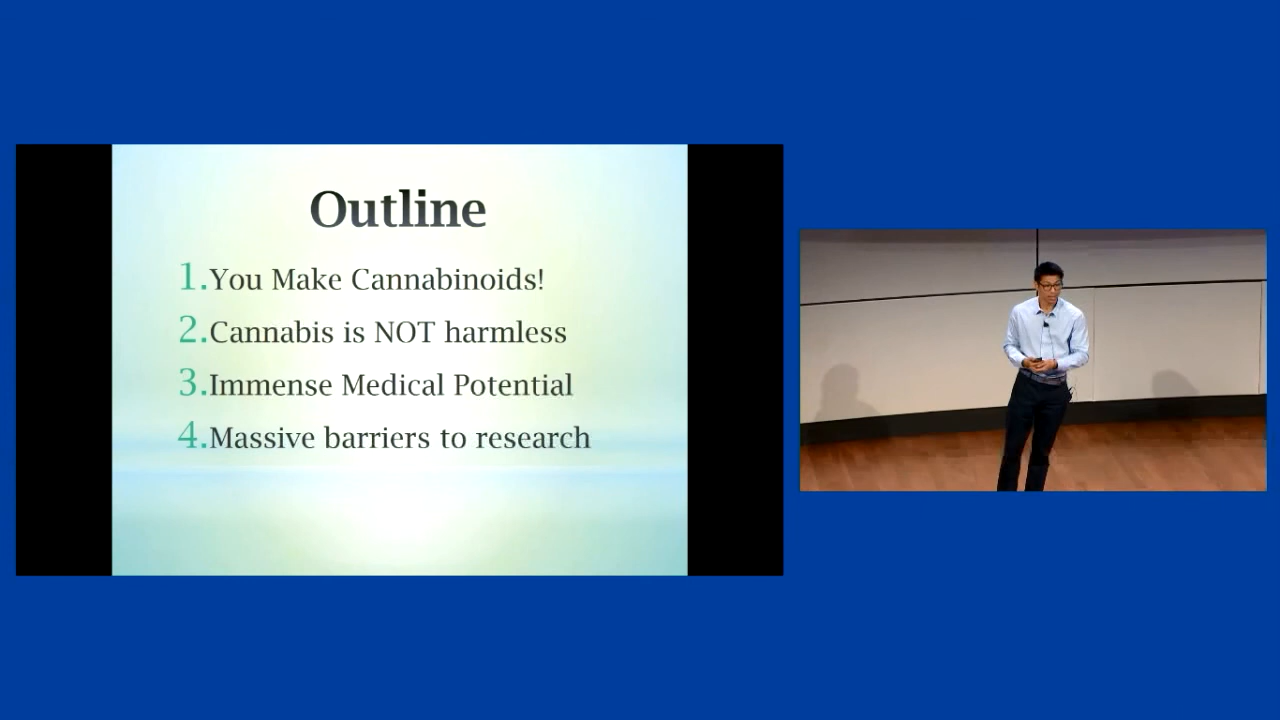 Outline
1.You Make Cannabinoids!
2.Cannabis is NOT harmless
3.Immense Medical Potential
4.Massive barriers to research